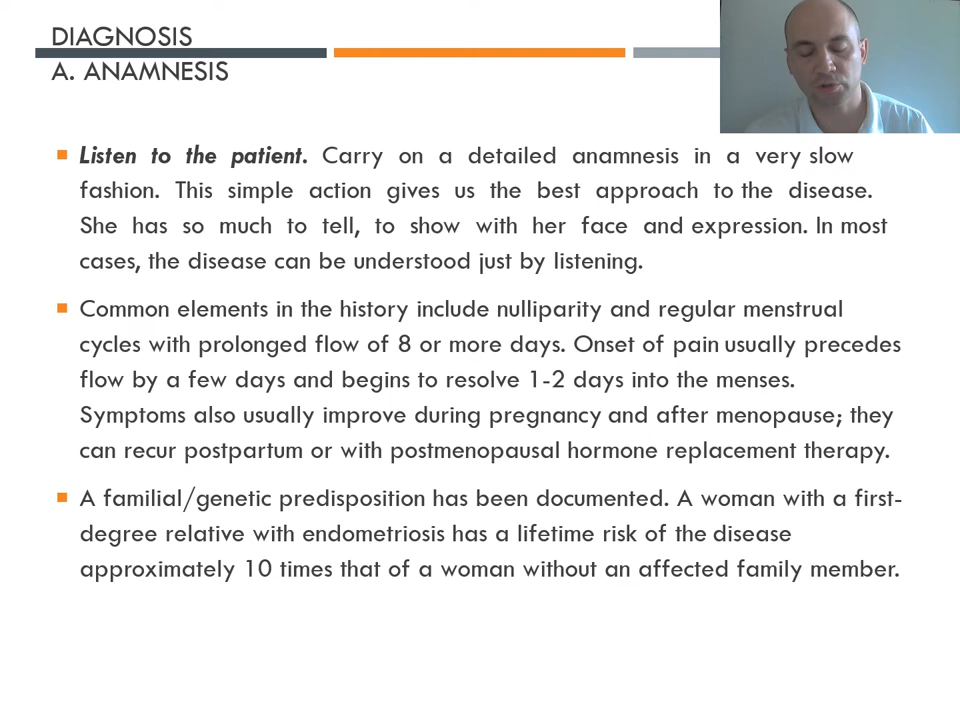 DIAGNOSIS
A. ANAMNESIS
Listen to the patient. Carry on a detailed anamnesis in a very slow
fashion. This simple action gives us the best approach to the disease.
She has so much to tell, to show with her face and expression. In most
cases, the disease can be understood just by listening.
Common elements in the history include nulliparity and regular menstrual
cycles with prolonged flow of 8 or more days. Onset of pain usually precedes
flow by a few days and begins to resolve 1-2 days into the menses.
Symptoms also usually improve during pregnancy and after menopause; they
can recur postpartum or with postmenopausal hormone replacement therapy.
A familial/genetic predisposition has been documented. A woman with a first-
degree relative with endometriosis has a lifetime risk of the disease
approximately 10 times that of a woman without an affected family member.